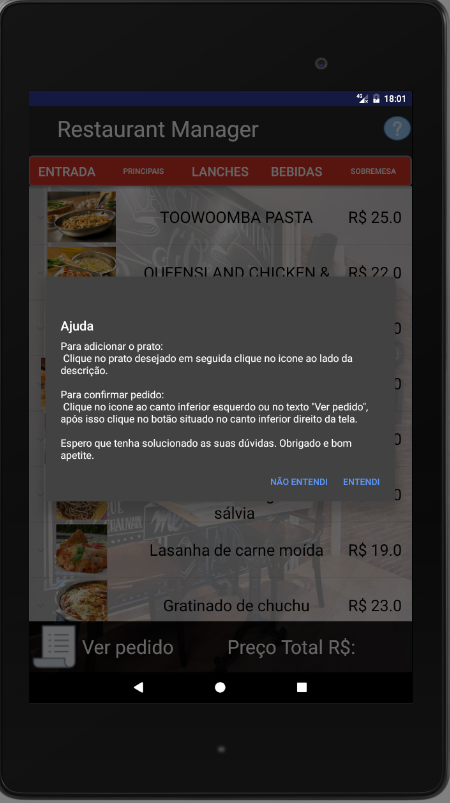 4G 18:01
Restaurant Manager ?
ENTRADA PRINCIPAIS LANCHES BEBIDAS SOBREMESA
TOOWOOMBA PASTA R$ 25.0
QUEENSLAND CHICKEN & R$ 22.0
Ajuda
Para adicionar o prato:
Clique no prato desejado em seguida clique no icone ao lado da
descrição.
Para confirmar pedido:
Clique no icone ao canto inferior esquerdo ou no texto "Ver pedido",
após isso clique no botão situado no canto inferior direito da tela.
Espero que tenha solucionado as suas dúvidas. Obrigado e bom
apetite.
NÃO ENTENDI ENTENDI
sálvia
Lasanha de carne moída R$ 19.0
Gratinado de chuchu R$ 23.0
Ver pedido Preço Total R$: